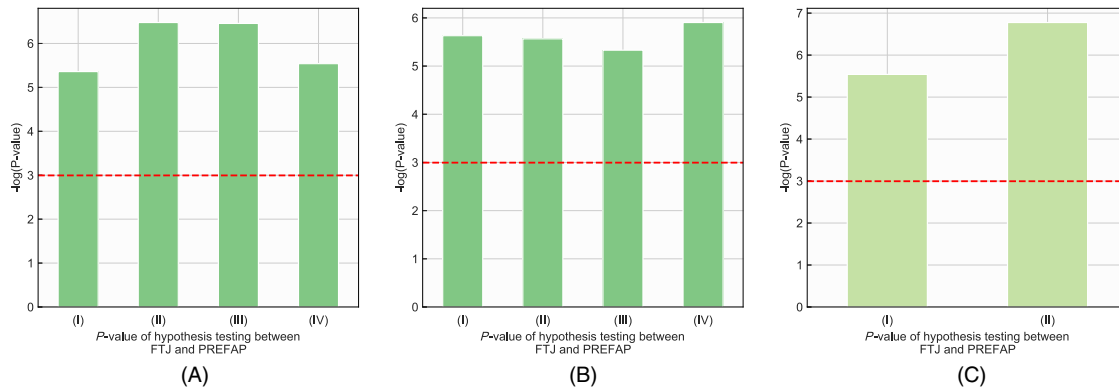 6
5
4
3
2
1
0
-log(P-value)
(I) (II) (III) (IV)
P-value of hypothesis testing between
FTJ and PREFAP
(A)
6
5
4
3
2
1
0
-log(P-value)
(I) (II) (III) (IV)
P-value of hypothesis testing between
FTJ and PREFAP
(B)
7
6
5
4
3
2
1
0
-log(P-value)
(I) (II)
P-value of hypothesis testing between
FTJ and PREFAP
(C)